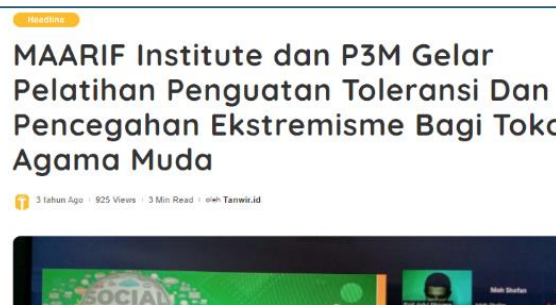 Headline
MAARIF Institute dan P3M Gelar
Pelatihan Penguatan Toleransi Dan
Pencegahan Ekstremisme Bagi Toko
Agama Muda
3 tahun Ago 925 Views 3 Min Read oleh Tanwir.id
SOCIAL
Moh Shofan